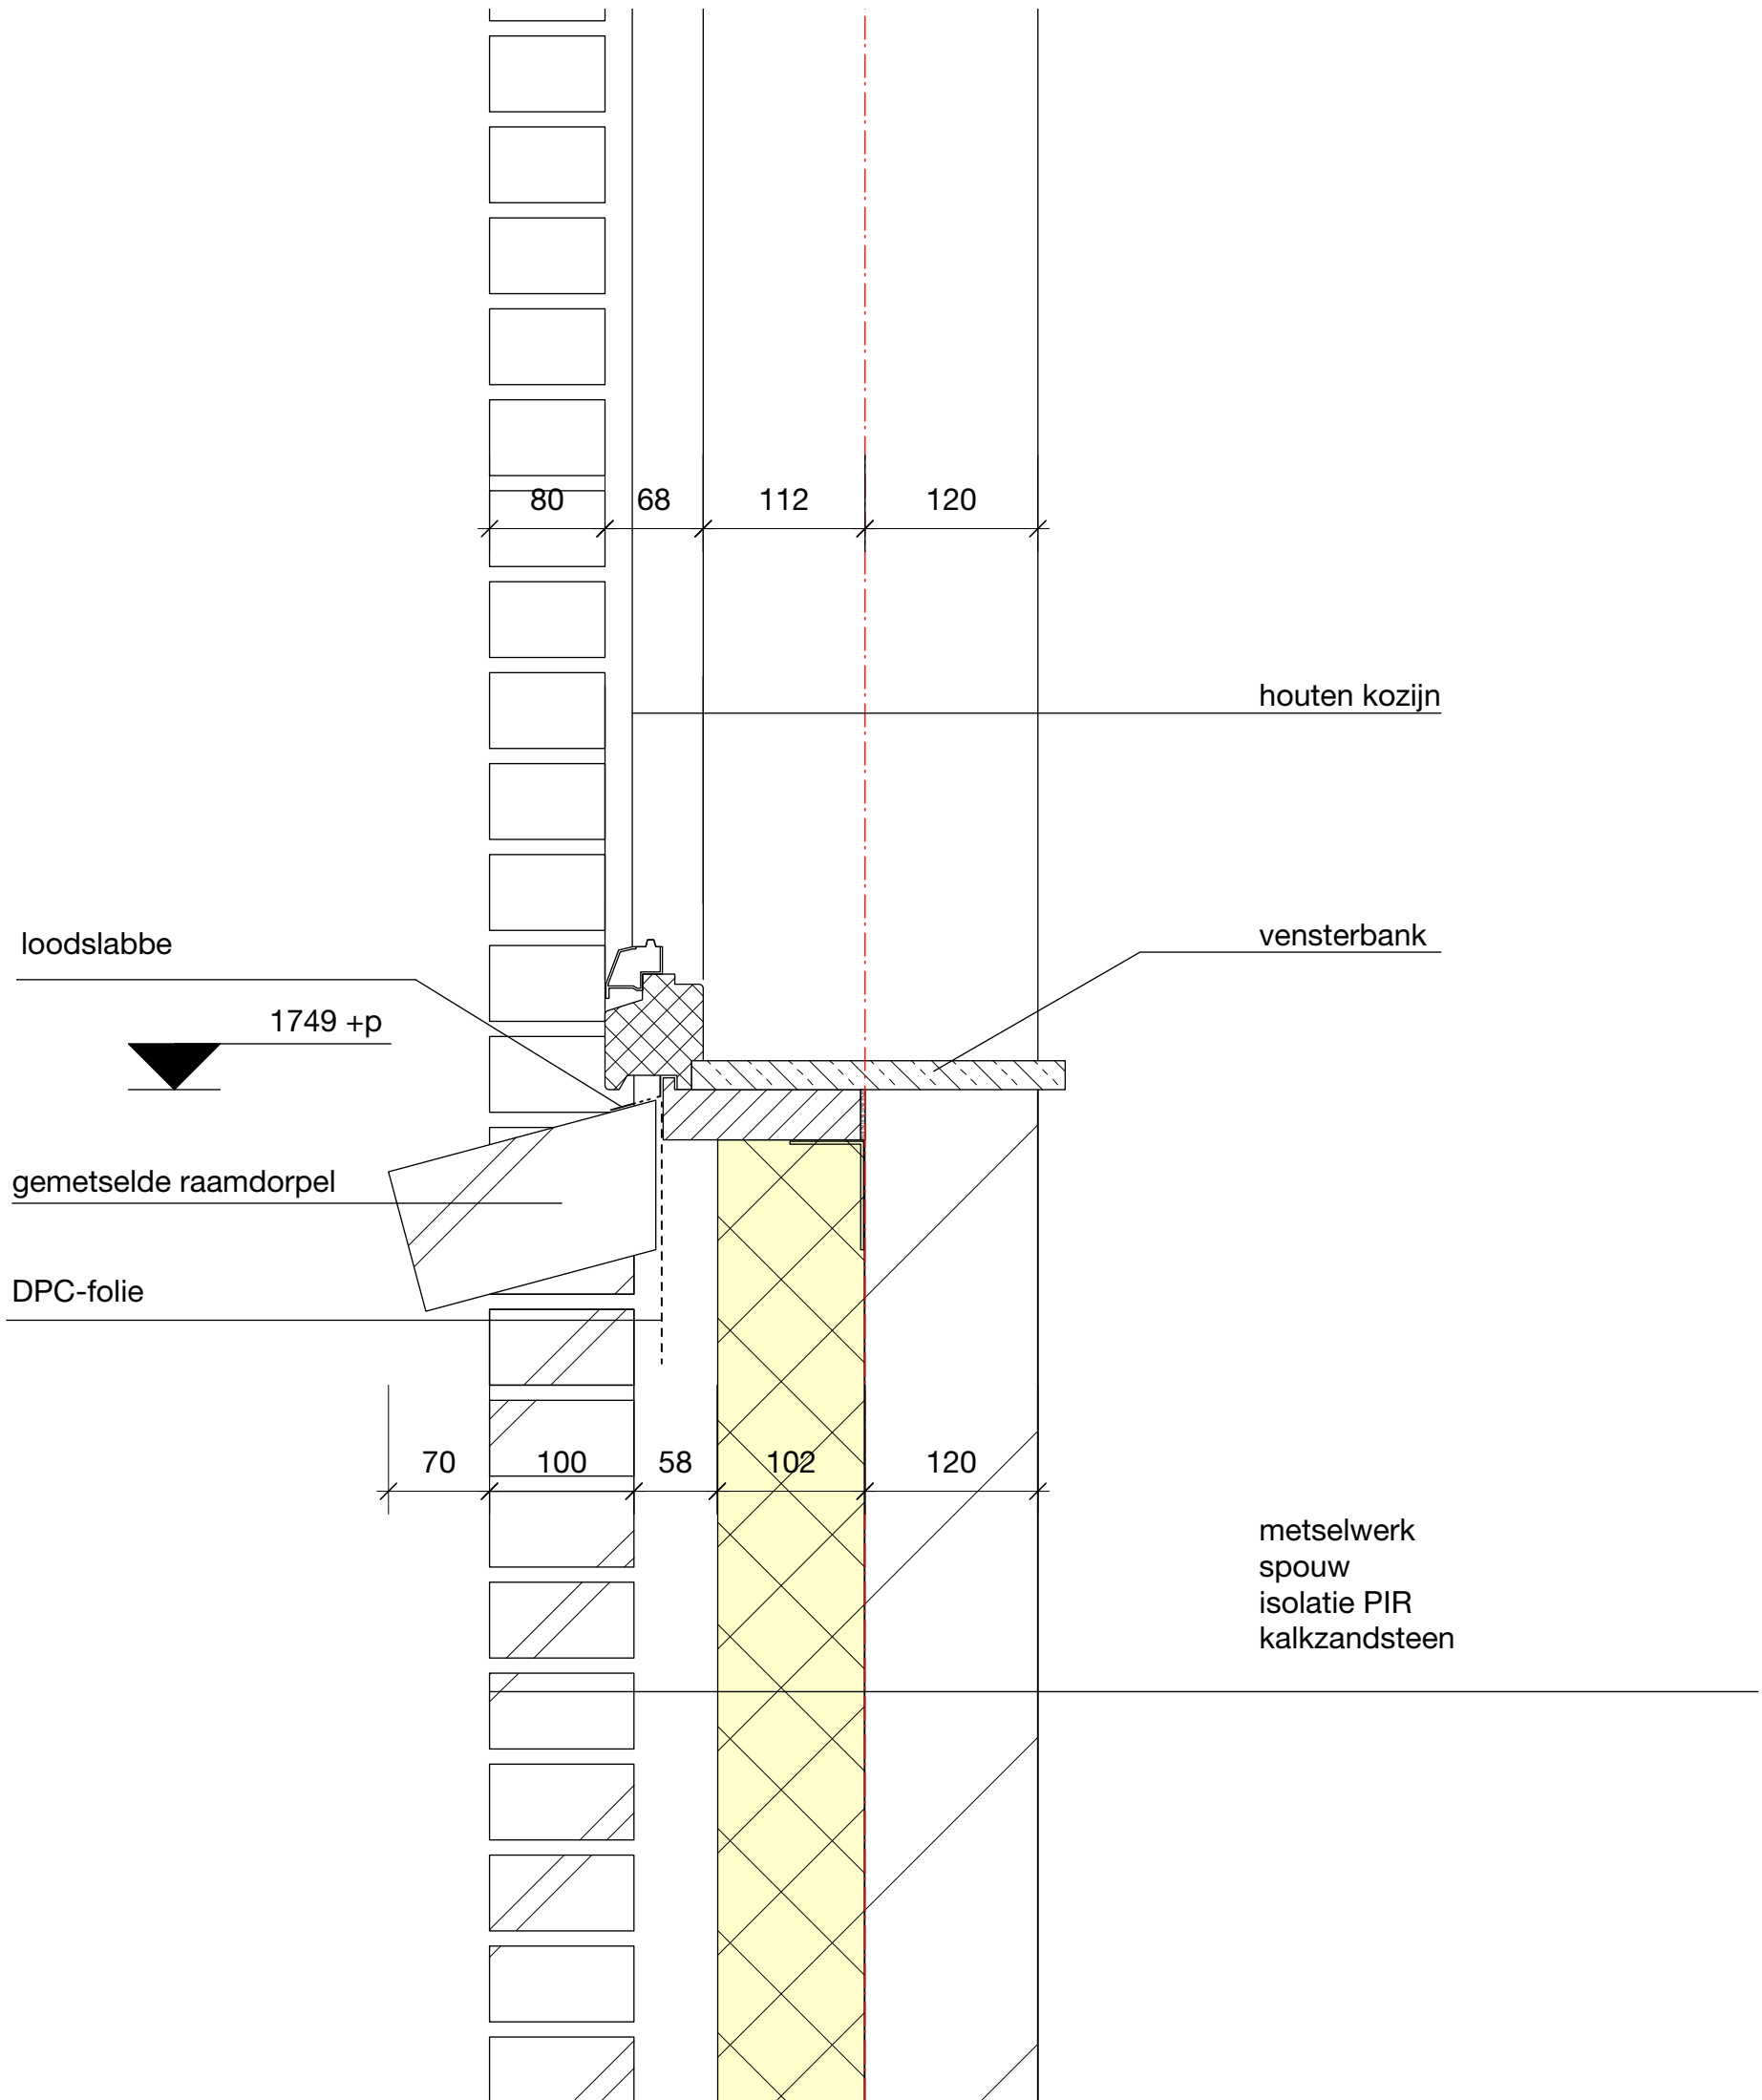 80 68 112 120
houten kozijn
loodslabbe
vensterbank
1749 +p
gemetselde raamdorpel
DPC-folie
70 100 58 102 120
metselwerk
spouw
isolatie PIR
kalkzandsteen